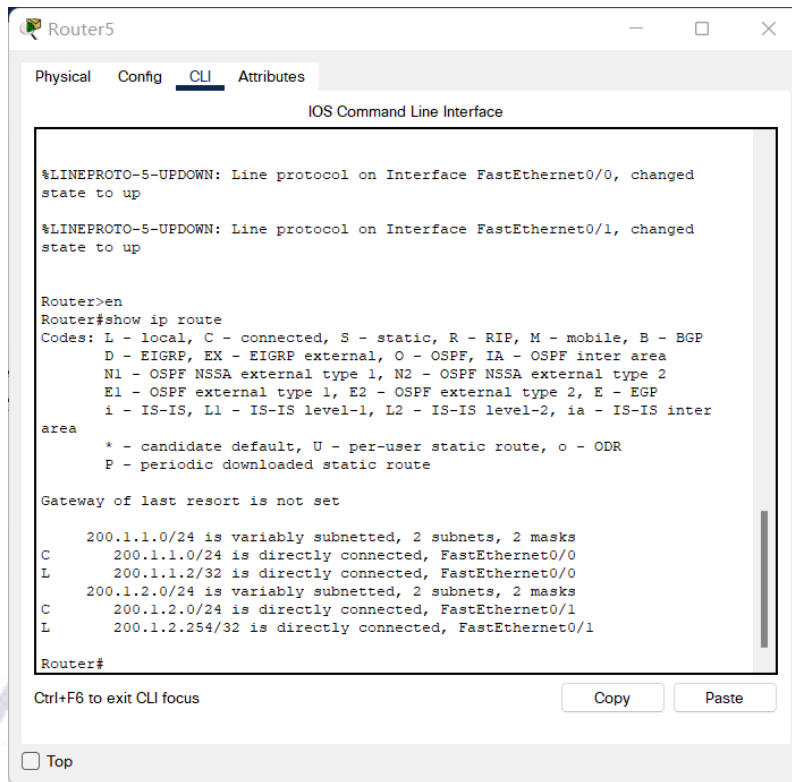 Router5
Physical Config CLI Attributes
IOS Command Line Interface
%LINEPROTO-5-UPDOWN: Line protocol on Interface FastEthernet0/0, changed
state to up
%LINEPROTO-5-UPDOWN: Line protocol on Interface FastEthernet0/1, changed
state to up
Router>en
Router#show ip route
Codes: L - local, C - connected, S - static, R - RIP, M - mobile, B - BGP
D - EIGRP, EX - EIGRP external, O - OSPF, IA - OSPF inter area
N1 - OSPF NSSA external type 1, N2 - OSPF NSSA external type 2
E1 - OSPF external type 1, E2 - OSPF external type 2, E - EGP
i - IS-IS, L1 - IS-IS level-1, L2 - IS-IS level-2, ia - IS-IS inter
area
* - candidate default, U - per-user static route, o - ODR
P - periodic downloaded static route
Gateway of last resort is not set
200.1.1.0/24 is variably subnetted, 2 subnets, 2 masks
C 200.1.1.0/24 is directly connected, FastEthernet0/0
L 200.1.1.2/32 is directly connected, FastEthernet0/0
200.1.2.0/24 is variably subnetted, 2 subnets, 2 masks
C 200.1.2.0/24 is directly connected, FastEthernet0/1
L 200.1.2.254/32 is directly connected, FastEthernet0/1
Router#
Ctrl+F6 to exit CLI focus Copy Paste
Top